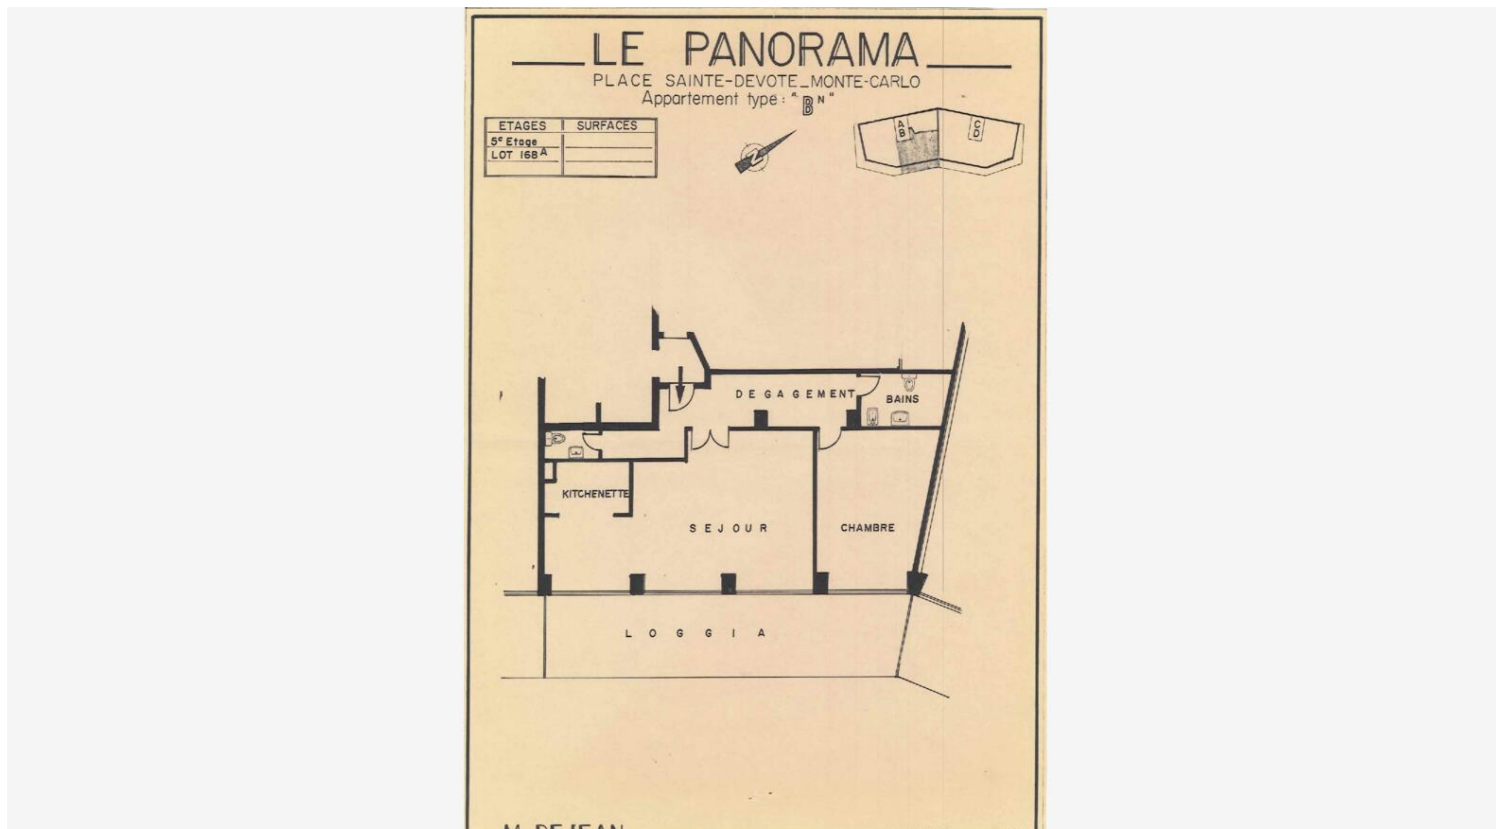 LE PANORAMA
PLACE SAINTE-DEVOTE_MONTE-CARLO
Appartement type: "BN"
ETAGES SURFACES
5e Etage
LOT 168A
N
A
B
C
D
DEGAGEMENT
BAINS
KITCHENETTE
SEJOUR
CHAMBRE
LOGGIA